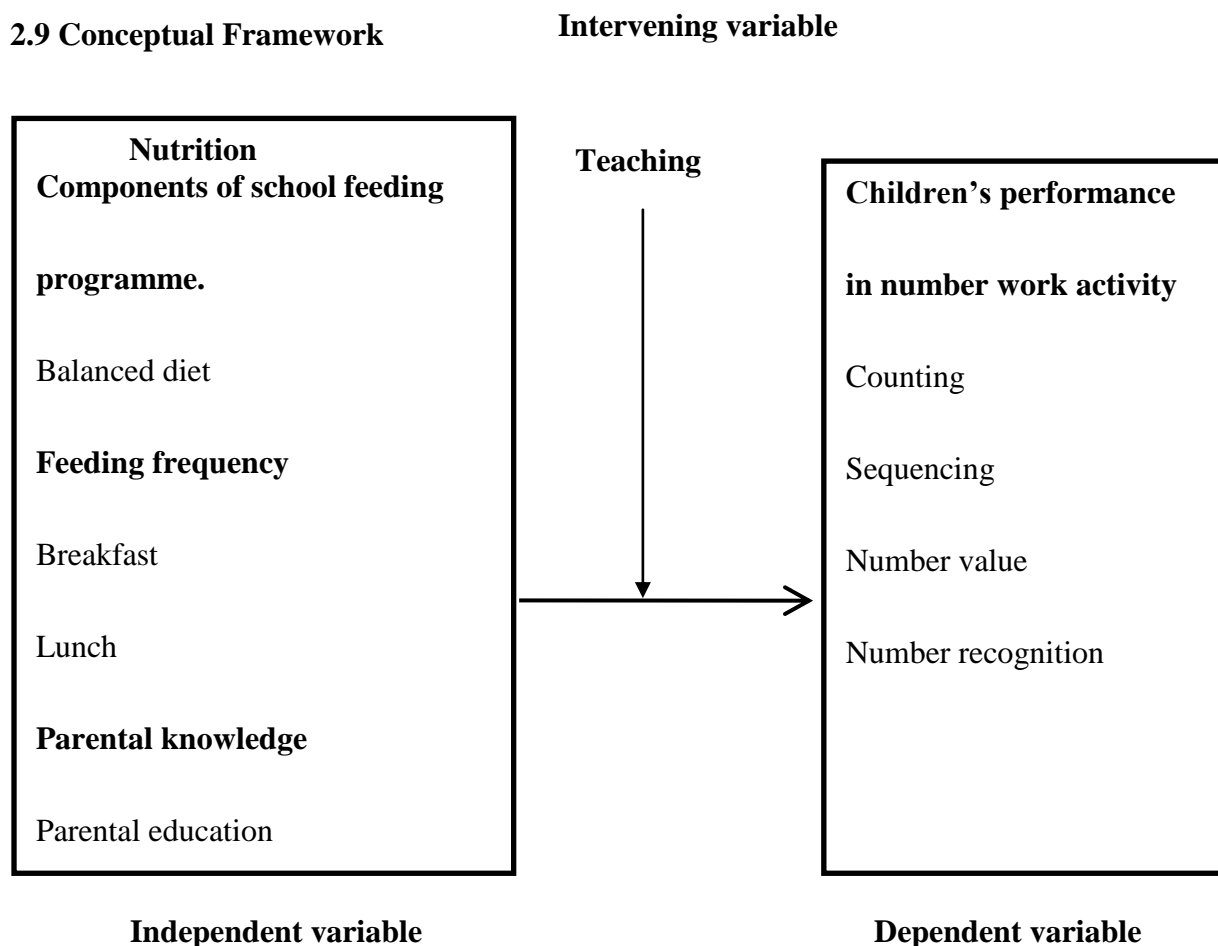 2.9 Conceptual Framework
Intervening variable
Nutrition
Components of school feeding
programme.
Balanced diet
Feeding frequency
Breakfast
Lunch
Parental knowledge
Parental education
Independent variable
Teaching
Children’s performance
in number work activity
Counting
Sequencing
Number value
Number recognition
Dependent variable